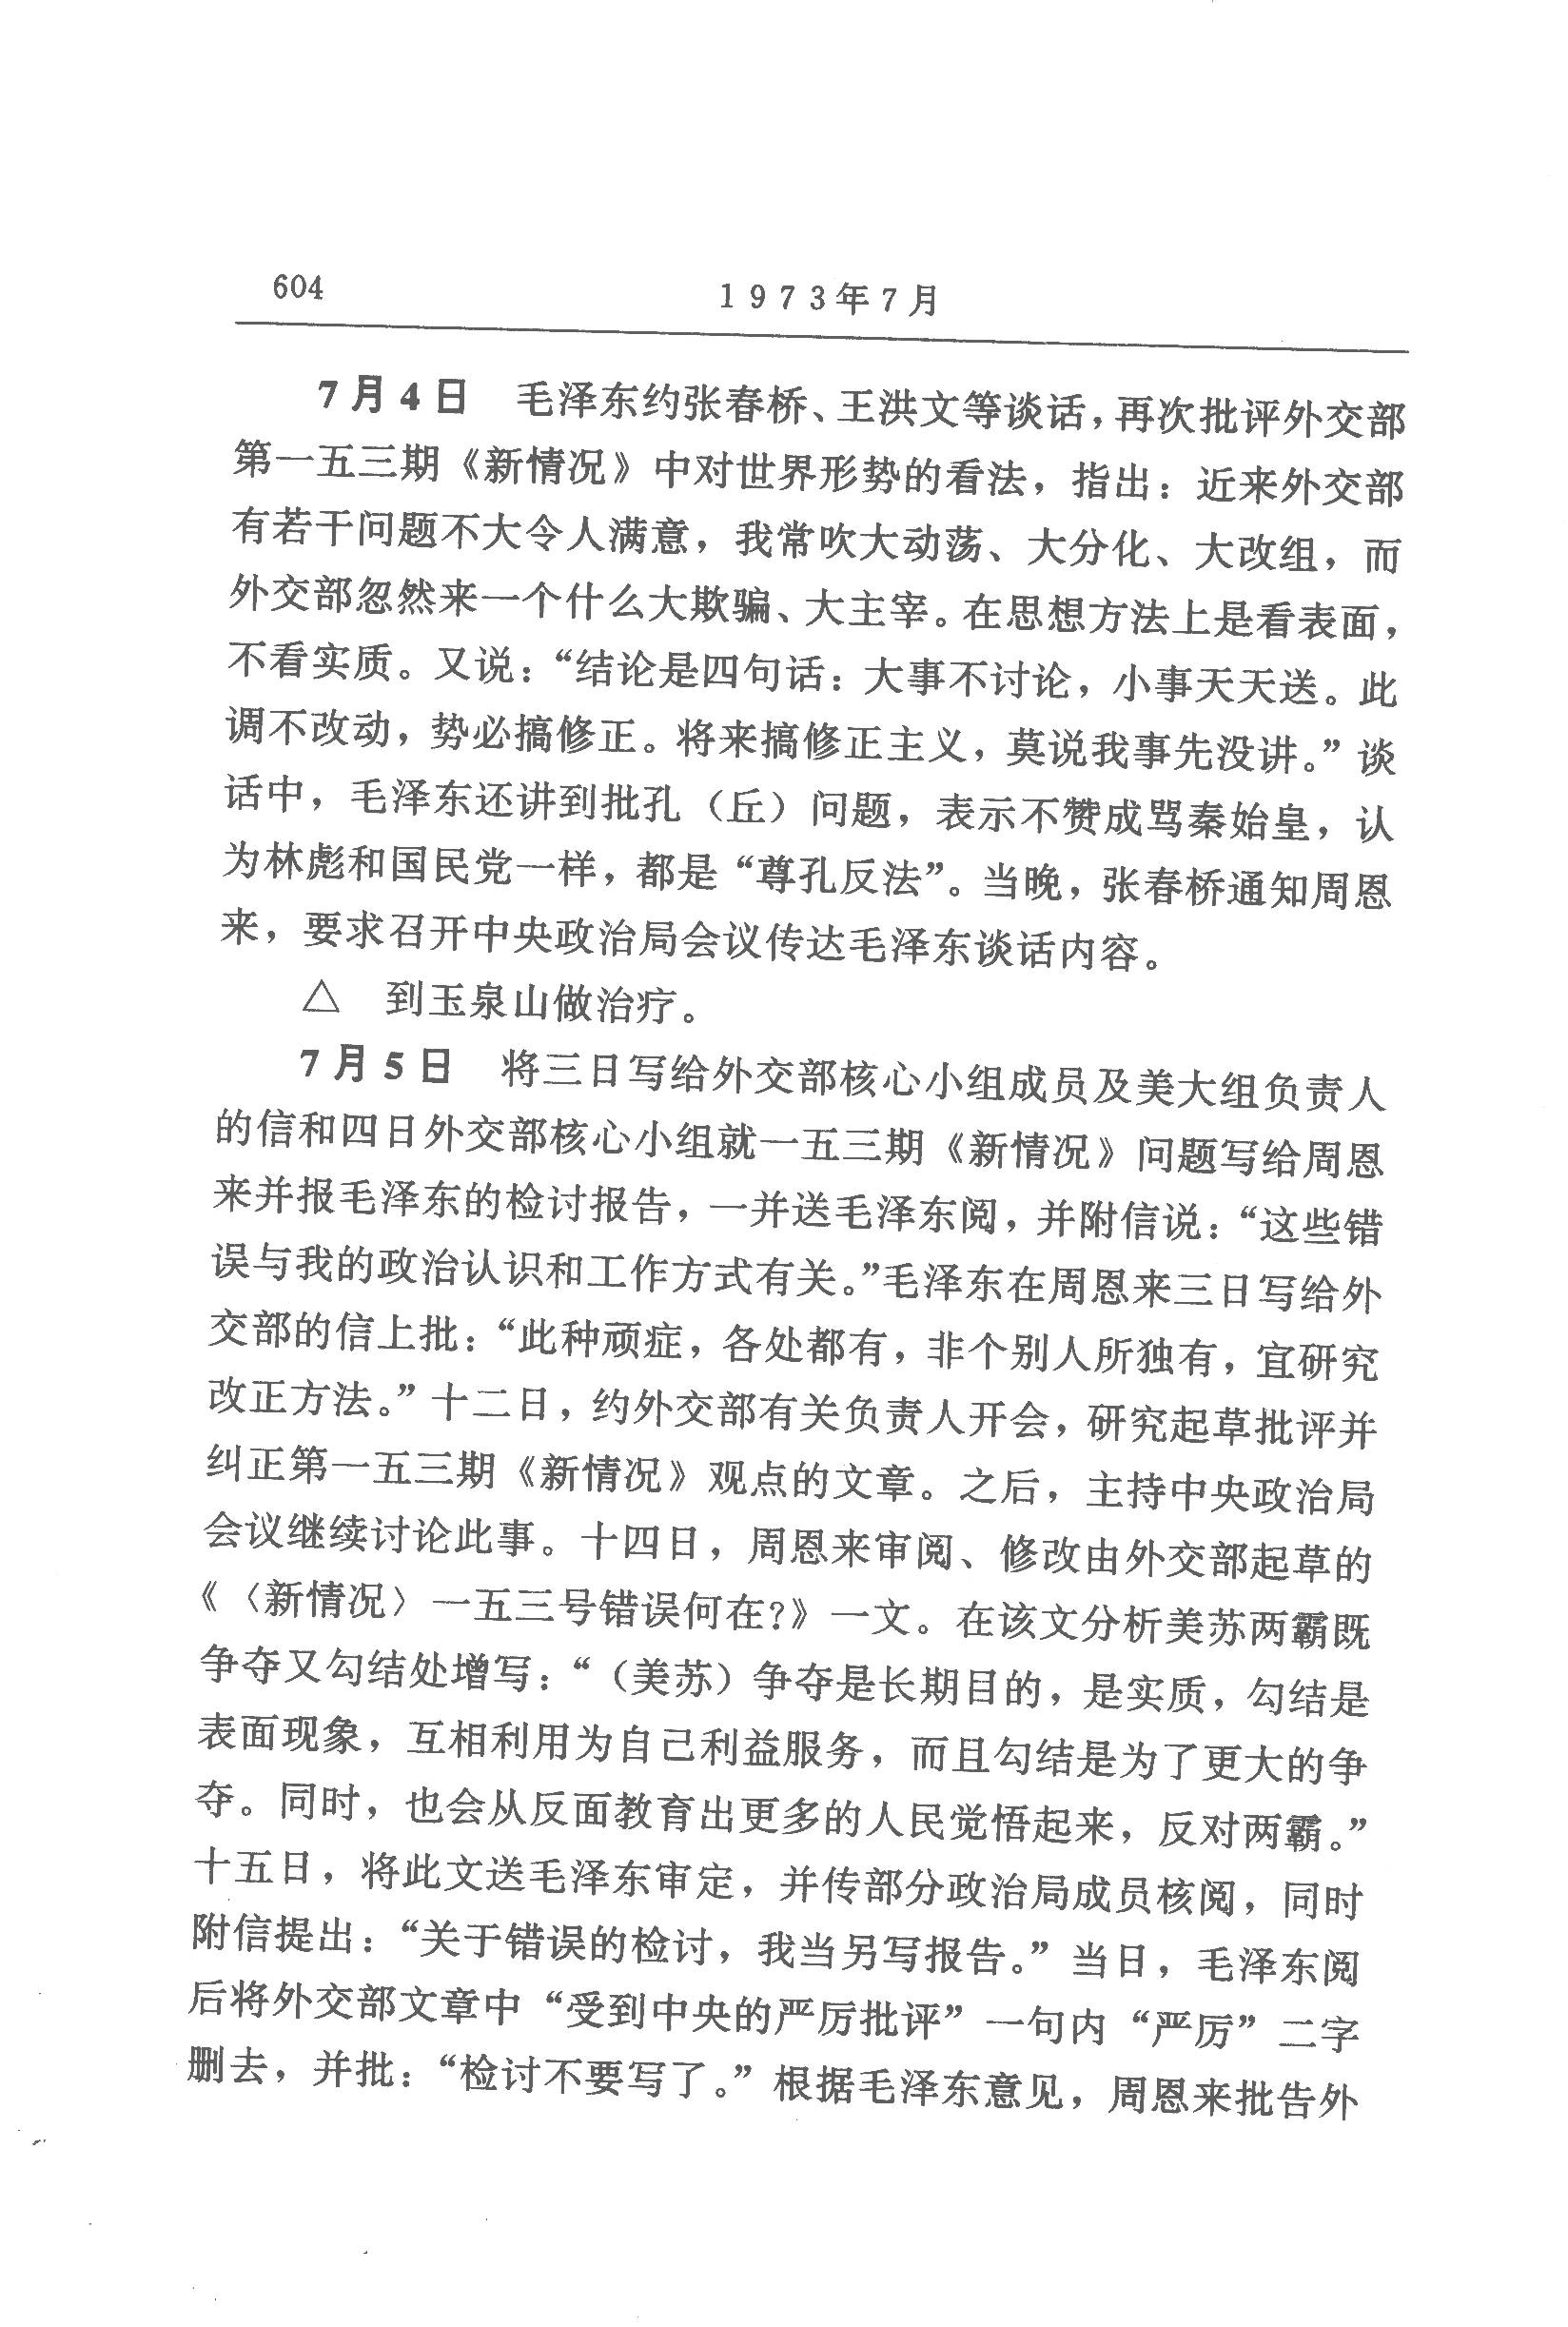 604
1973年7月
7月4日 毛泽东约张春桥、王洪文等谈话，再次批评外交部
第一五三期《新情况》中对世界形势的看法，指出：近来外交部
有若干问题不大令人满意，我常吹大动荡、大分化、大改组，而
外交部忽然来一个什么大欺骗、大主宰。在思想方法上是看表面，
不看实质。又说：“结论是四句话：大事不讨论，小事天天送。此
调不改动，势必搞修正。将来搞修正主义，莫说我事先没讲。”谈
话中，毛泽东还讲到批孔（丘）问题，表示不赞成骂秦始皇，认
为林彪和国民党一样，都是“尊孔反法”。当晚，张春桥通知周恩
来，要求召开中央政治局会议传达毛泽东谈话内容。
△ 到玉泉山做治疗。
7月5日 将三日写给外交部核心小组成员及美大组负责人
的信和四日外交部核心小组就一五三期《新情况》问题写给周恩
来并报毛泽东的检讨报告，一并送毛泽东阅，并附信说：“这些错
误与我的政治认识和工作方式有关。”毛泽东在周恩来三日写给外
交部的信上批：“此种顽症，各处都有，非个别人所独有，宜研究
改正方法。”十二日，约外交部有关负责人开会，研究起草批评并
纠正第一五三期《新情况》观点的文章。之后，主持中央政治局
会议继续讨论此事。十四日，周恩来审阅、修改由外交部起草的
《〈新情况〉一五三号错误何在?》一文。在该文分析美苏两霸既
争夺又勾结处增写：“（美苏）争夺是长期目的，是实质，勾结是
表面现象，互相利用为自己利益服务，而且勾结是为了更大的争
夺。同时，也会从反面教育出更多的人民觉悟起来，反对两霸。”
十五日，将此文送毛泽东审定，并传部分政治局成员核阅，同时
附信提出：“关于错误的检讨，我当另写报告。”当日，毛泽东阅
后将外交部文章中“受到中央的严厉批评”一句内“严厉”二字
删去，并批：“检讨不要写了。”根据毛泽东意见，周恩来批告外